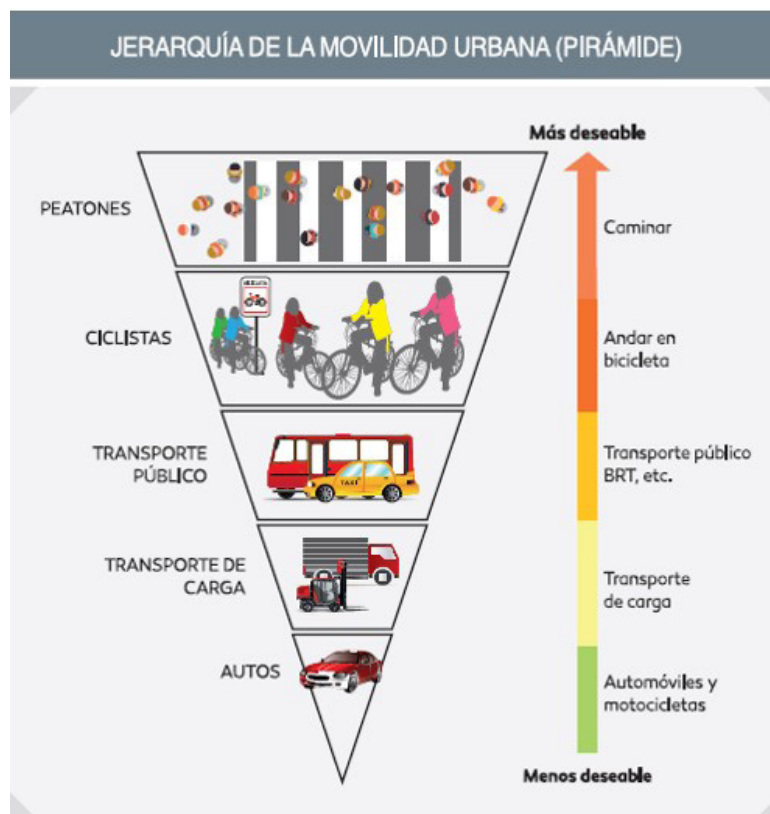 JERARQUÍA DE LA MOVILIDAD URBANA (PIRÁMIDE)
Más deseable
PEATONES
Caminar
CICLISTAS
Andar en
bicicleta
TRANSPORTE
PÚBLICO
TAXI
Transporte público
BRT, etc.
TRANSPORTE DE
CARGA
Transporte
de carga
AUTOS
Automóviles y
motocicletas
Menos deseable